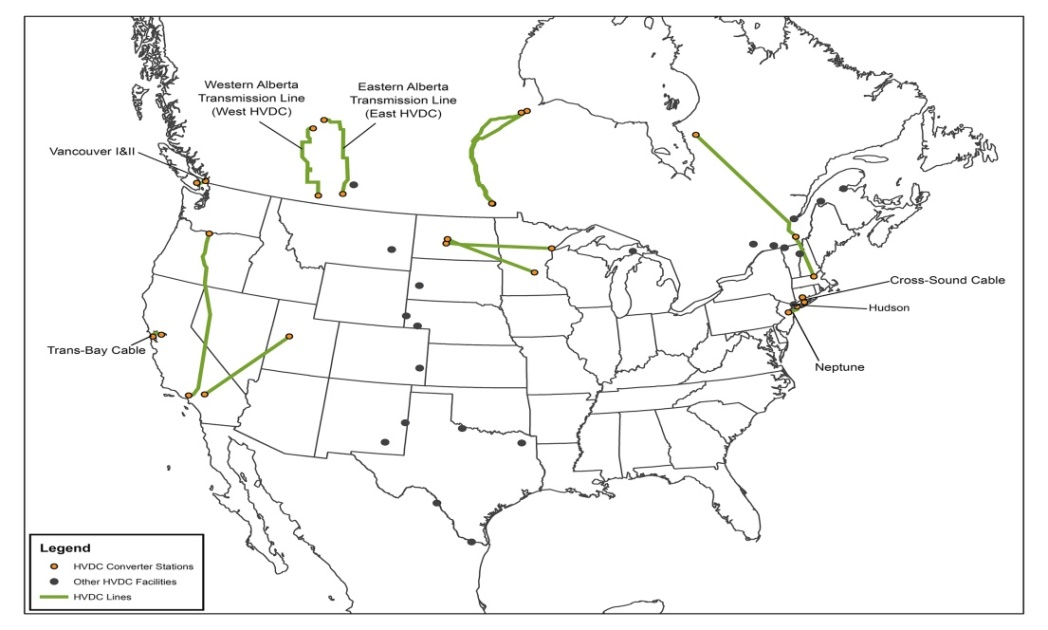 Western Alberta
Transmission Line
(West HVDC)
Eastern Alberta
Transmission Line
(East HVDC)
Vancouver I&II
Cross-Sound Cable
Hudson
Trans-Bay Cable
Neptune
Legend
HVDC Converter Stations
Other HVDC Facilities
HVDC Lines